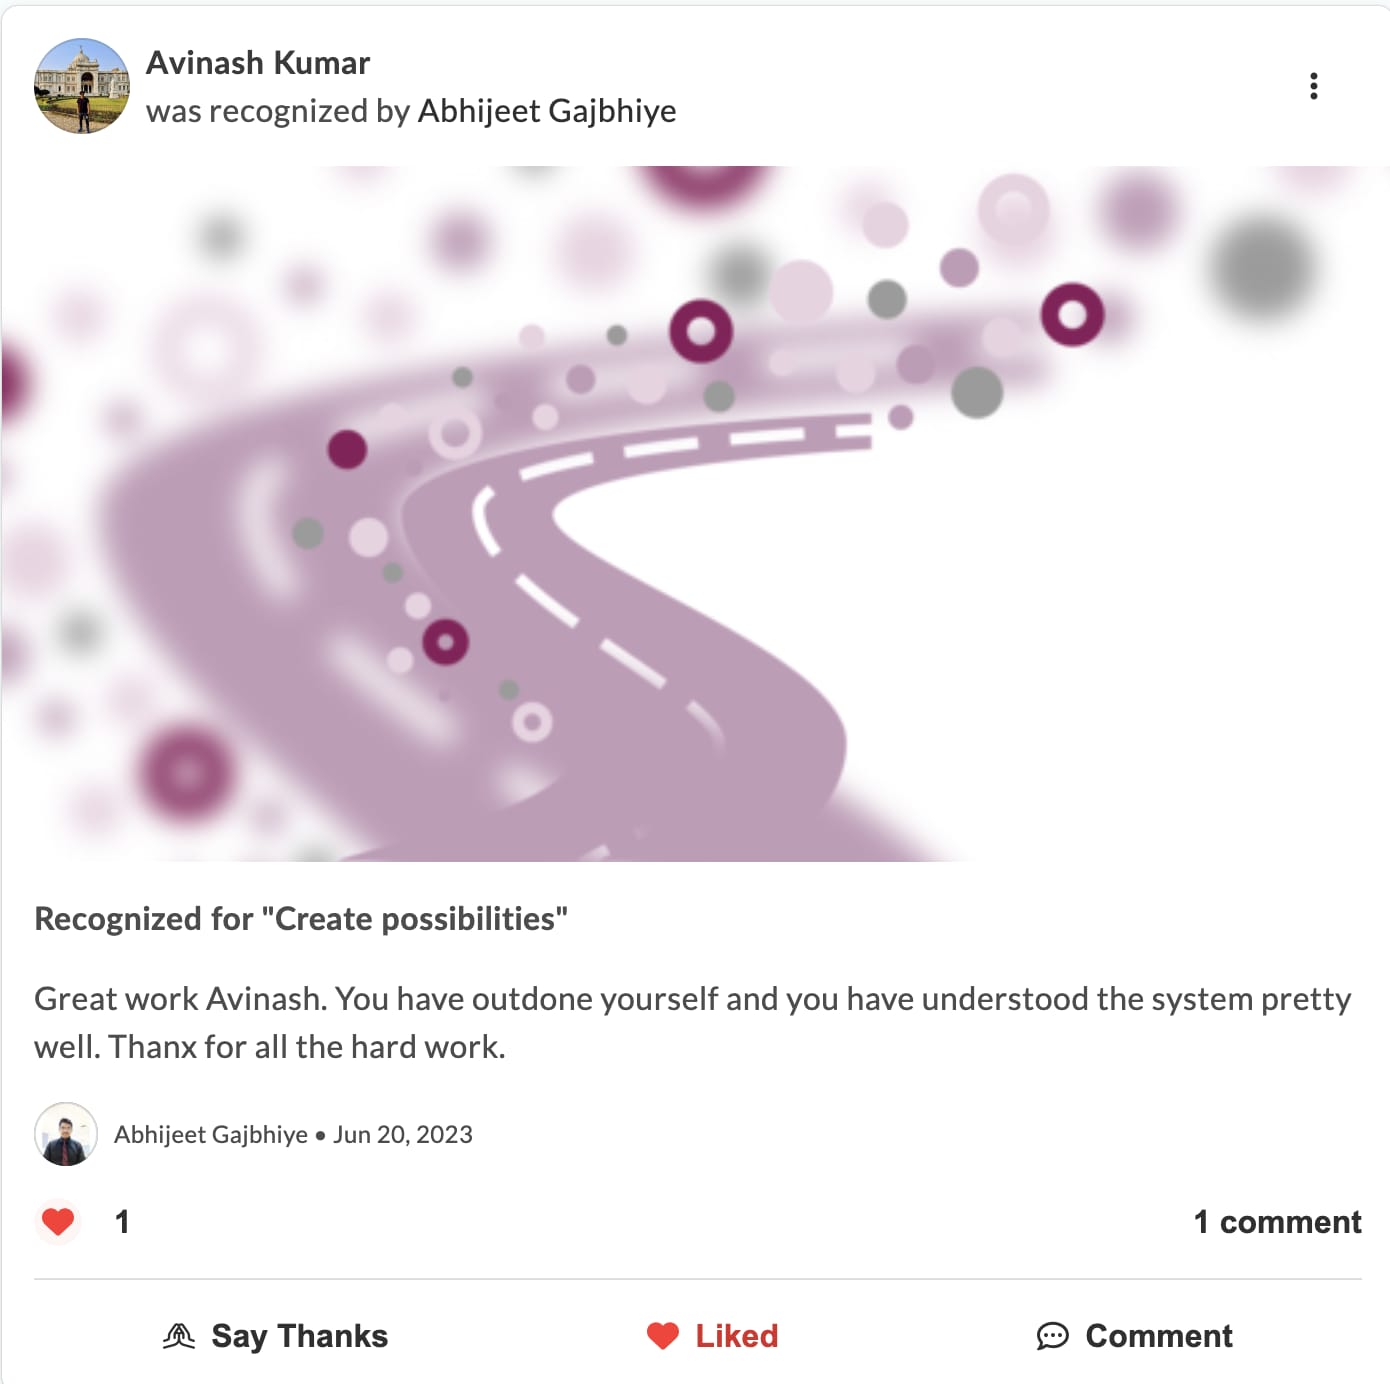 Avinash Kumar
was recognized by Abhijeet Gajbhiye
Recognized for "Create possibilities"
Great work Avinash. You have outdone yourself and you have understood the system pretty
well. Thanx for all the hard work.
Abhijeet Gajbhiye • Jun 20, 2023
1
1 comment
Say Thanks
Liked
Comment